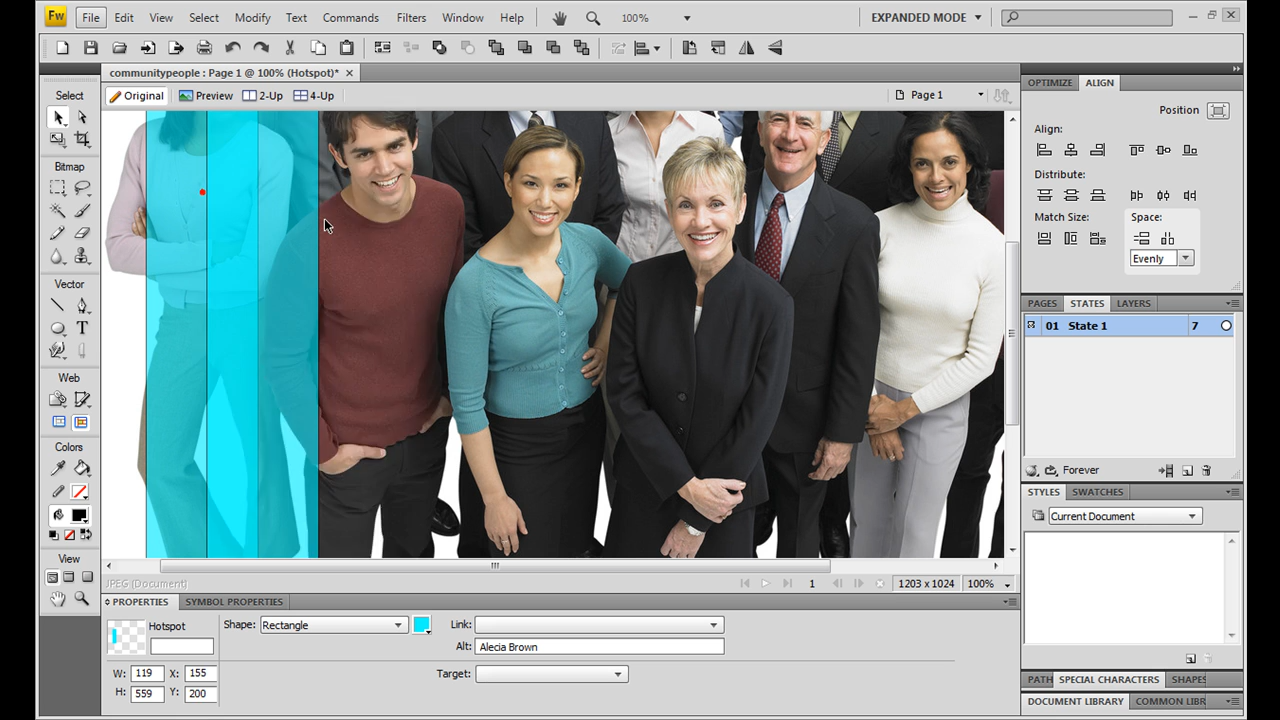 Fw File Edit View Select Modify Text Commands Filters Window Help 100% EXPANDED MODE
communitypeople : Page 1 @ 100% (Hotspot)*
Original Preview 2-Up 4-Up Page 1
Select
Bitmap
Vector
Web
Colors
View
OPTIMIZE ALIGN
Position
Align:
Distribute:
Match Size: Space:
Evenly
PAGES STATES LAYERS
01 State 1 7
Forever
STYLES SWATCHES
Current Document
PATH SPECIAL CHARACTERS SHAPES
DOCUMENT LIBRARY COMMON LIBR
JPEG (Document) 1 1203 x 1024 100%
PROPERTIES SYMBOL PROPERTIES
Hotspot Shape: Rectangle Link:
Alt: Alecia Brown
W: 119 X: 155 Target:
H: 559 Y: 200